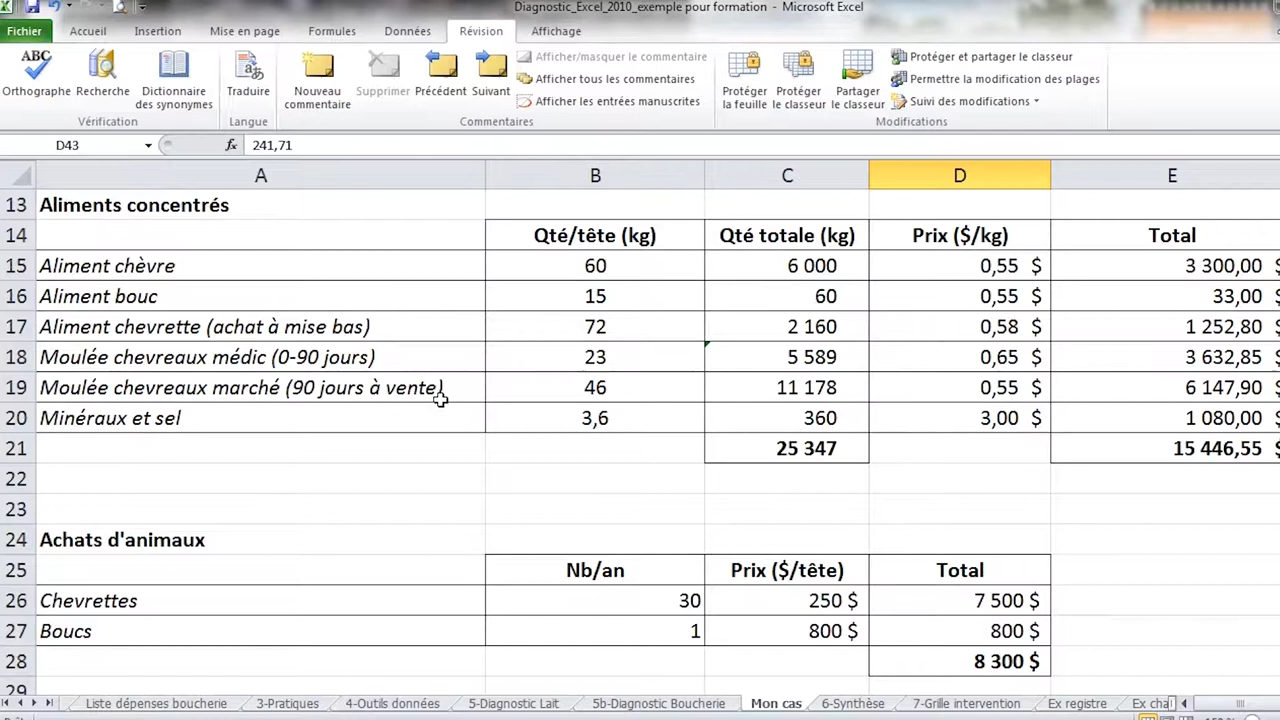 Diagnostic_Excel_2010_exemple pour formation - Microsoft Excel
Fichier Accueil Insertion Mise en page Formules Données Révision Affichage
ABC
Orthographe Recherche Dictionnaire des synonymes
Vérification
Traduire
Langue
Nouveau commentaire Supprimer Précédent Suivant
Afficher/masquer le commentaire
Afficher tous les commentaires
Afficher les entrées manuscrites
Commentaires
Protéger la feuille Protéger le classeur Partager le classeur
Protéger et partager le classeur
Permettre la modification des plages
Suivi des modifications
Modifications
D43 fx 241,71
A B C D E
13 Aliments concentrés
14 Qté/tête (kg) Qté totale (kg) Prix ($/kg) Total
15 Aliment chèvre 60 6 000 0,55 $ 3 300,00 $
16 Aliment bouc 15 60 0,55 $ 33,00 $
17 Aliment chevrette (achat à mise bas) 72 2 160 0,58 $ 1 252,80 $
18 Moulée chevreaux médic (0-90 jours) 23 5 589 0,65 $ 3 632,85 $
19 Moulée chevreaux marché (90 jours à vente) 46 11 178 0,55 $ 6 147,90 $
20 Minéraux et sel 3,6 360 3,00 $ 1 080,00 $
21 25 347 15 446,55 $
22
23
24 Achats d'animaux
25 Nb/an Prix ($/tête) Total
26 Chevrettes 30 250 $ 7 500 $
27 Boucs 1 800 $ 800 $
28 8 300 $
29
Liste dépenses boucherie 3-Pratiques 4-Outils données 5-Diagnostic Lait 5b-Diagnostic Boucherie Mon cas 6-Synthèse 7-Grille intervention Ex registre Ex cha